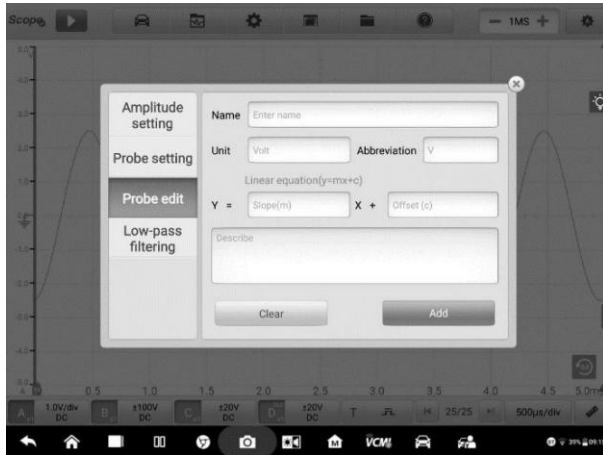 Scope
1MS
Amplitude
setting
Probe setting
Probe edit
Low-pass
filtering
Name
Enter name
Unit
Volt
Abbreviation
V
Linear equation(y=mx+c)
Y =
Slope(m)
X +
Offset (c)
Describe
Clear
Add
0.5 1.0 1.5 2.0 2.5 3.0 3.5 4.0 4.5 5.0ms
A 1.0V/div DC
B ±100V DC
C ±20V DC
D ±20V DC
T
25/25
500μs/div
VCMI
39%